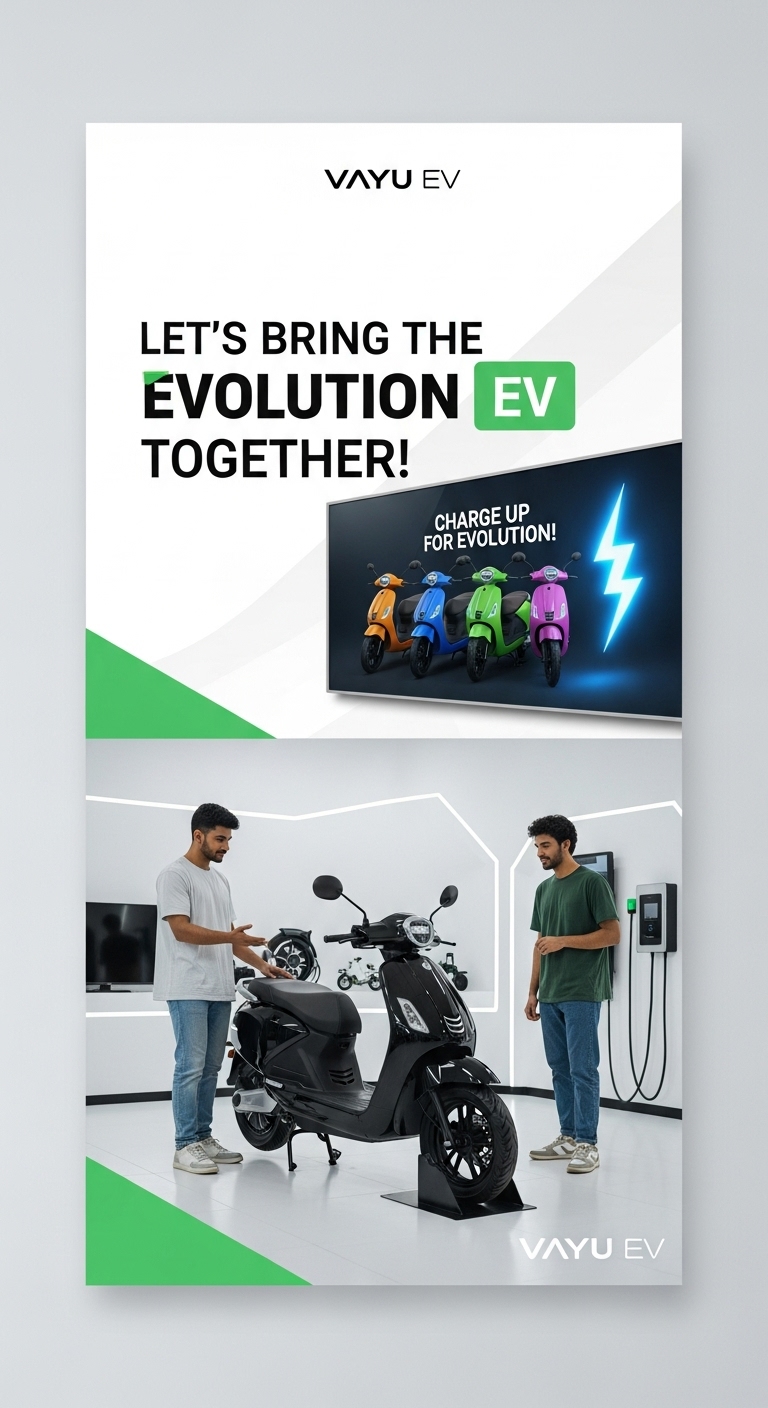 VAYU EV
LET'S BRING THE
EVOLUTION EV
TOGETHER!
CHARGE UP
FOR EVOLUTION!
VAYU EV